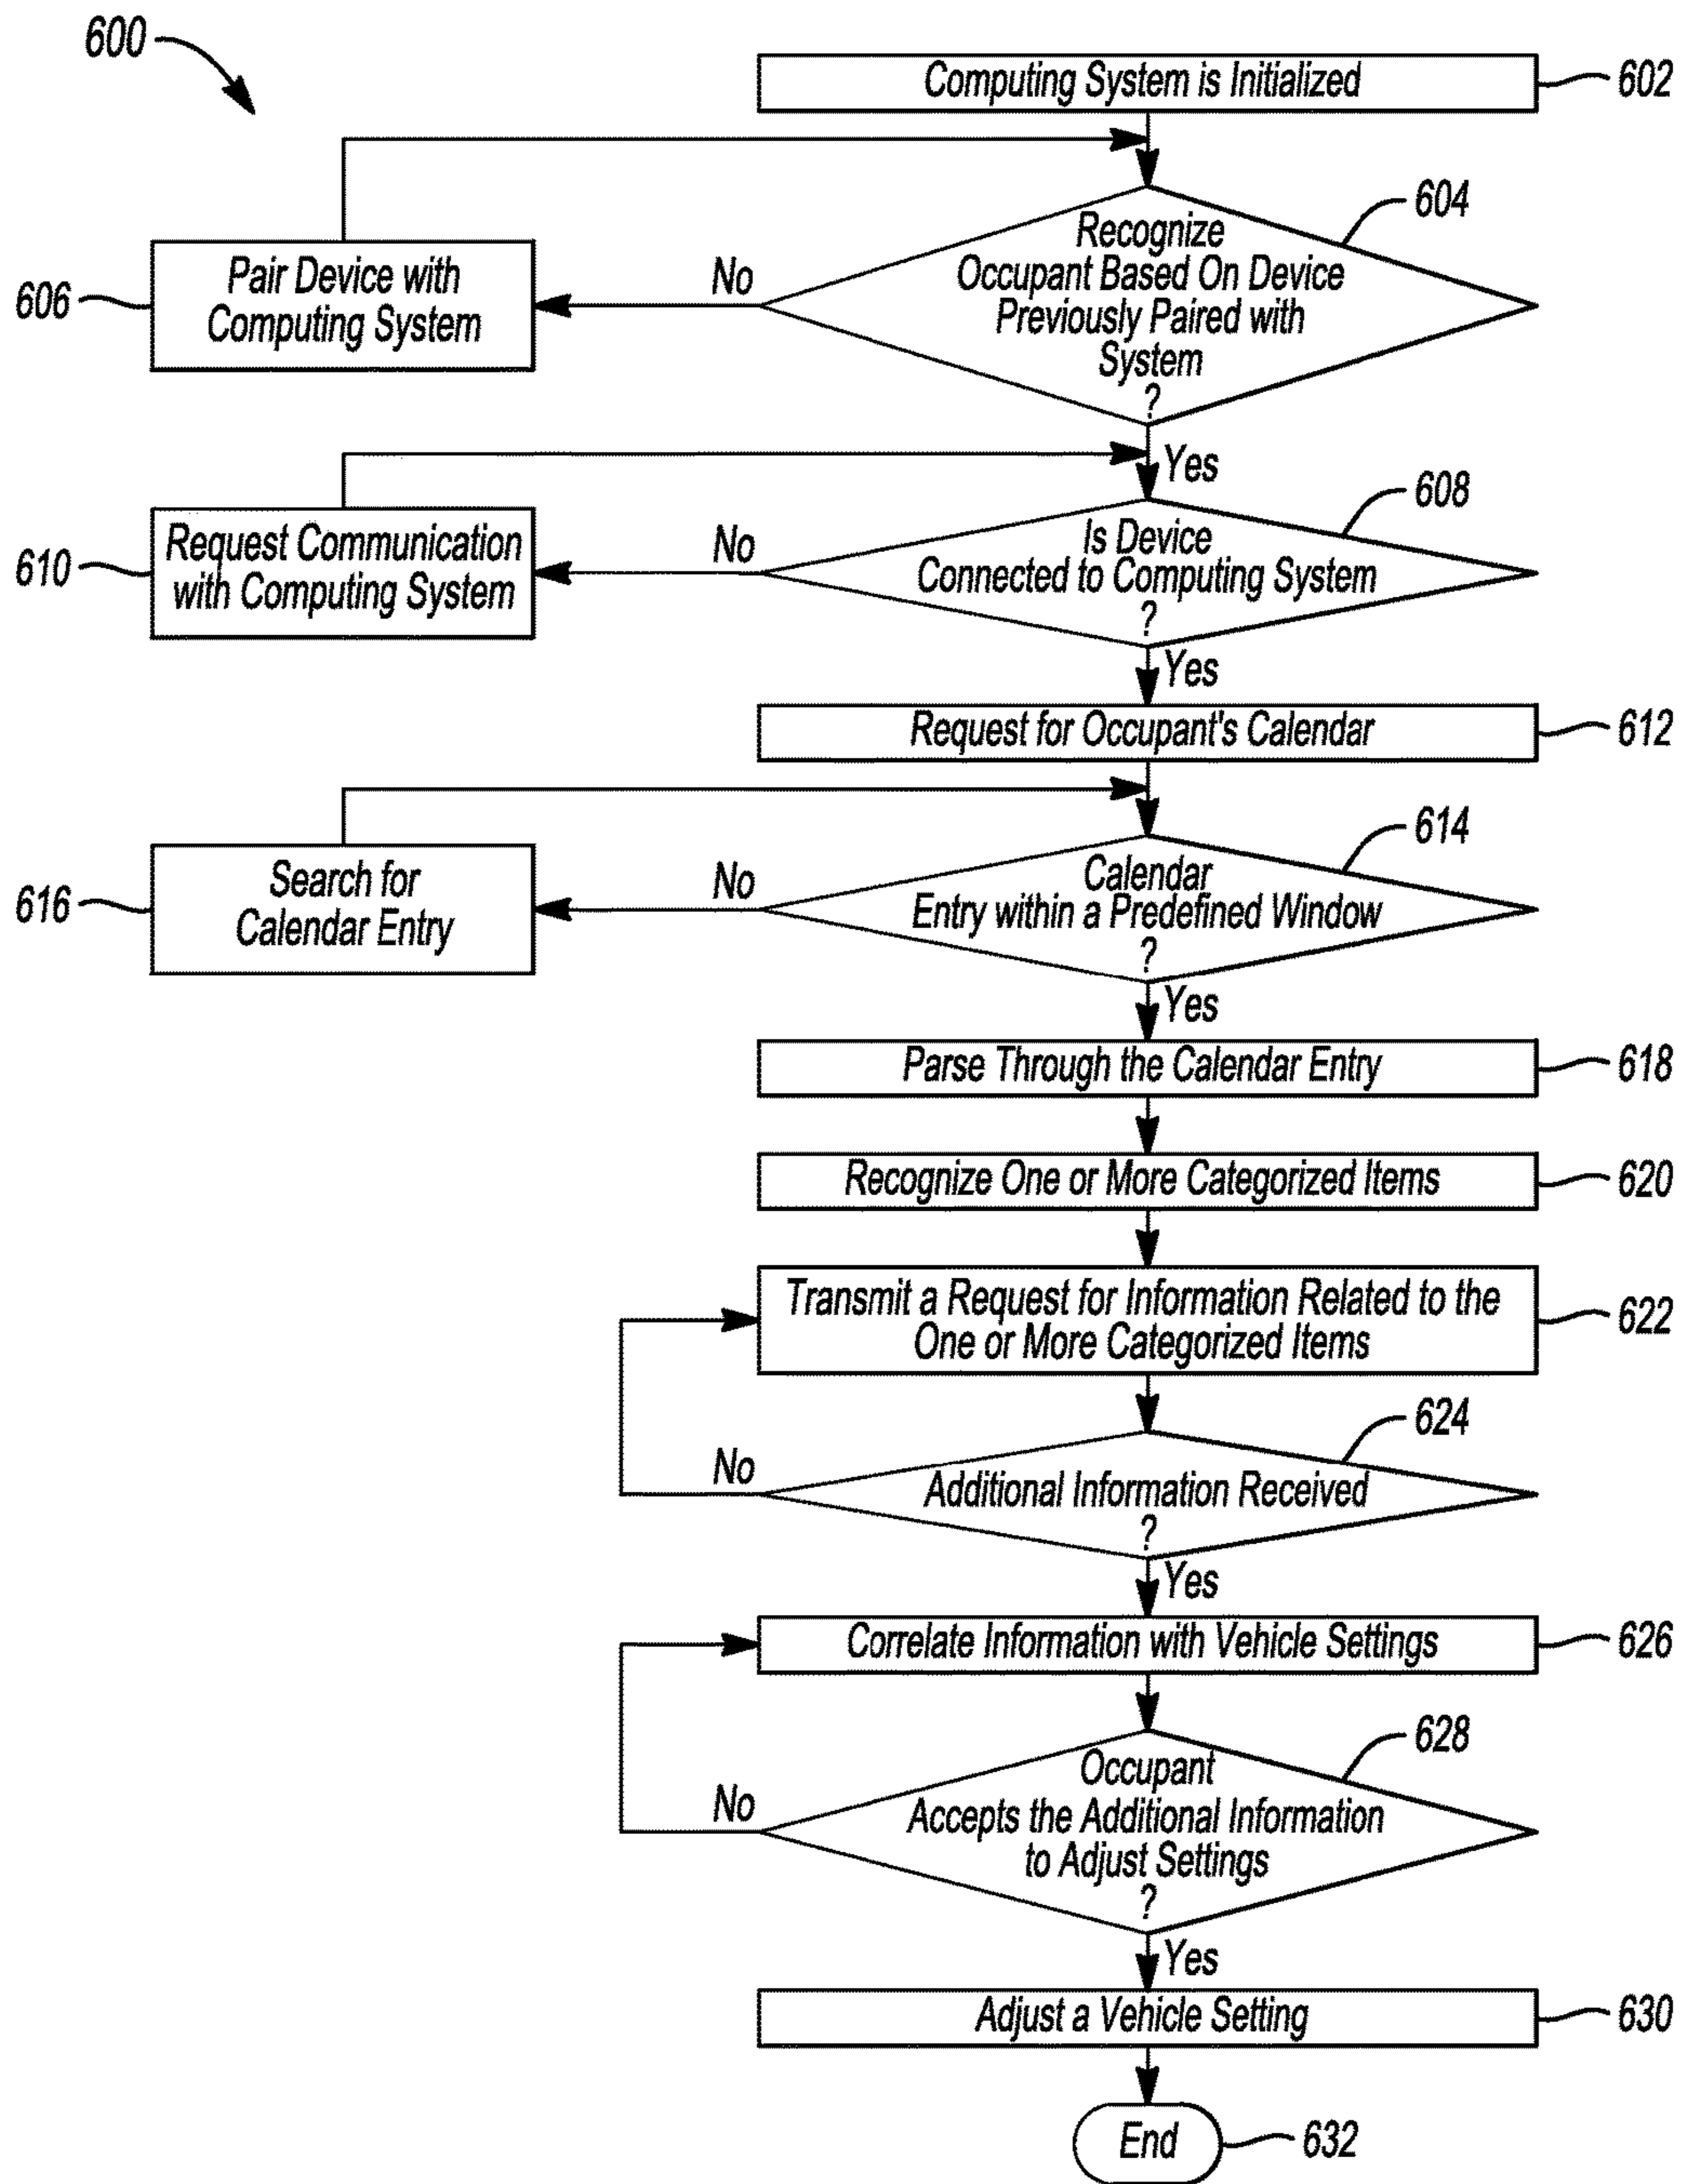 600
Computing System is Initialized
602
604
Recognize
Occupant Based On Device
Previously Paired with
System
?
No
Pair Device with
Computing System
606
Yes
608
Is Device
Connected to Computing System
?
No
Request Communication
with Computing System
610
Yes
Request for Occupant's Calendar
612
614
Calendar
Entry within a Predefined Window
?
No
Search for
Calendar Entry
616
Yes
Parse Through the Calendar Entry
618
Recognize One or More Categorized Items
620
Transmit a Request for Information Related to the
One or More Categorized Items
622
624
No
Additional Information Received
?
Yes
Correlate Information with Vehicle Settings
626
628
Occupant
Accepts the Additional Information
to Adjust Settings
?
No
Yes
Adjust a Vehicle Setting
630
End
632